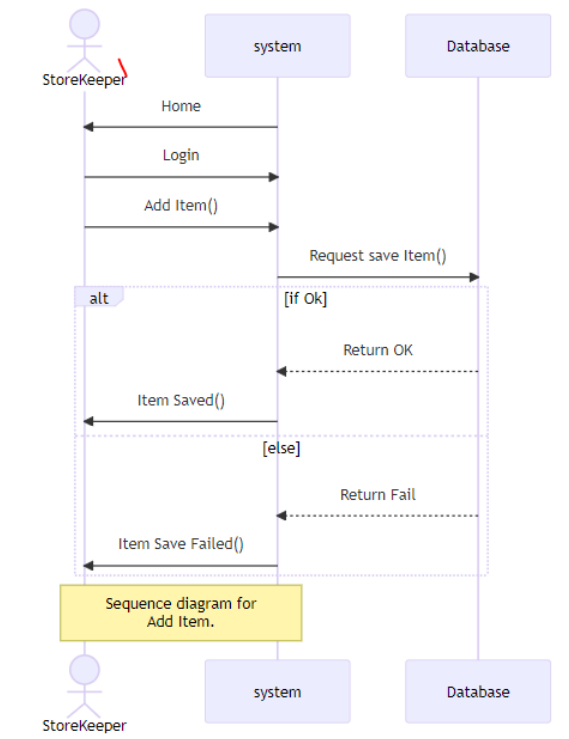 system
Database
StoreKeeper
Home
Login
Add Item()
Request save Item()
alt
[if Ok]
Return OK
Item Saved()
[else]
Return Fail
Item Save Failed()
Sequence diagram for
Add Item.
system
Database
StoreKeeper